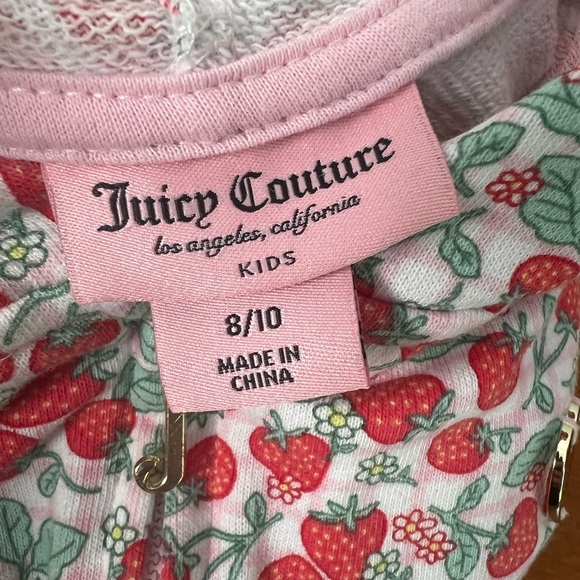 Juicy Couture
los angeles, california
KIDS
8/10
MADE IN
CHINA
J